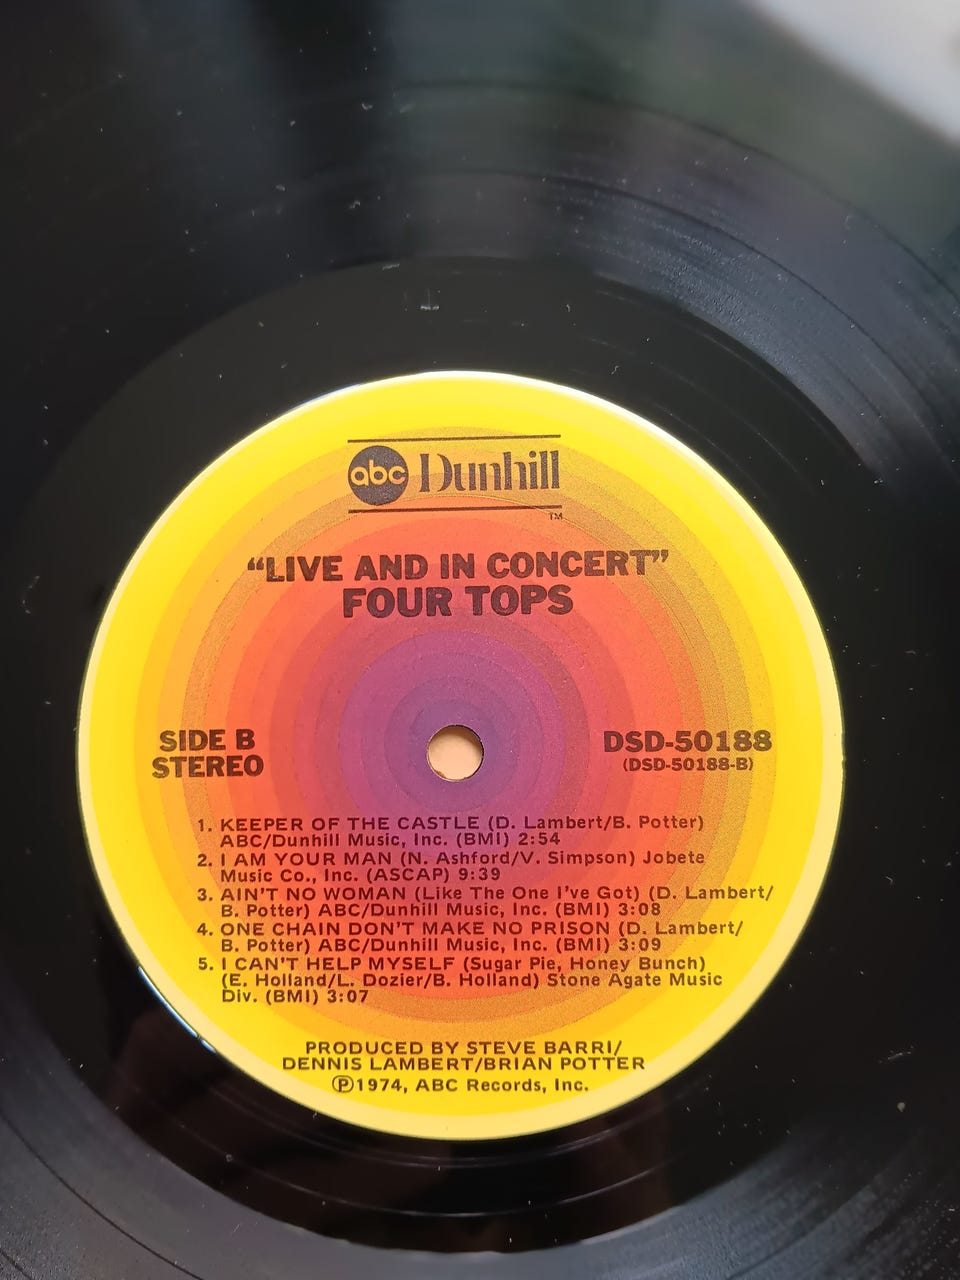 abc Dunhill
TM
“LIVE AND IN CONCERT”
FOUR TOPS
SIDE B
STEREO
DSD-50188
(DSD-50188-B)
1. KEEPER OF THE CASTLE (D. Lambert/B. Potter)
ABC/Dunhill Music, Inc. (BMI) 2:54
2. I AM YOUR MAN (N. Ashford/V. Simpson) Jobete
Music Co., Inc. (ASCAP) 9:39
3. AIN'T NO WOMAN (Like The One I've Got) (D. Lambert/
B. Potter) ABC/Dunhill Music, Inc. (BMI) 3:08
4. ONE CHAIN DON'T MAKE NO PRISON (D. Lambert/
B. Potter) ABC/Dunhill Music, Inc. (BMI) 3:09
5. I CAN'T HELP MYSELF (Sugar Pie, Honey Bunch)
(E. Holland/L. Dozier/B. Holland) Stone Agate Music
Div. (BMI) 3:07
PRODUCED BY STEVE BARRI/
DENNIS LAMBERT/BRIAN POTTER
Ⓟ1974, ABC Records, Inc.